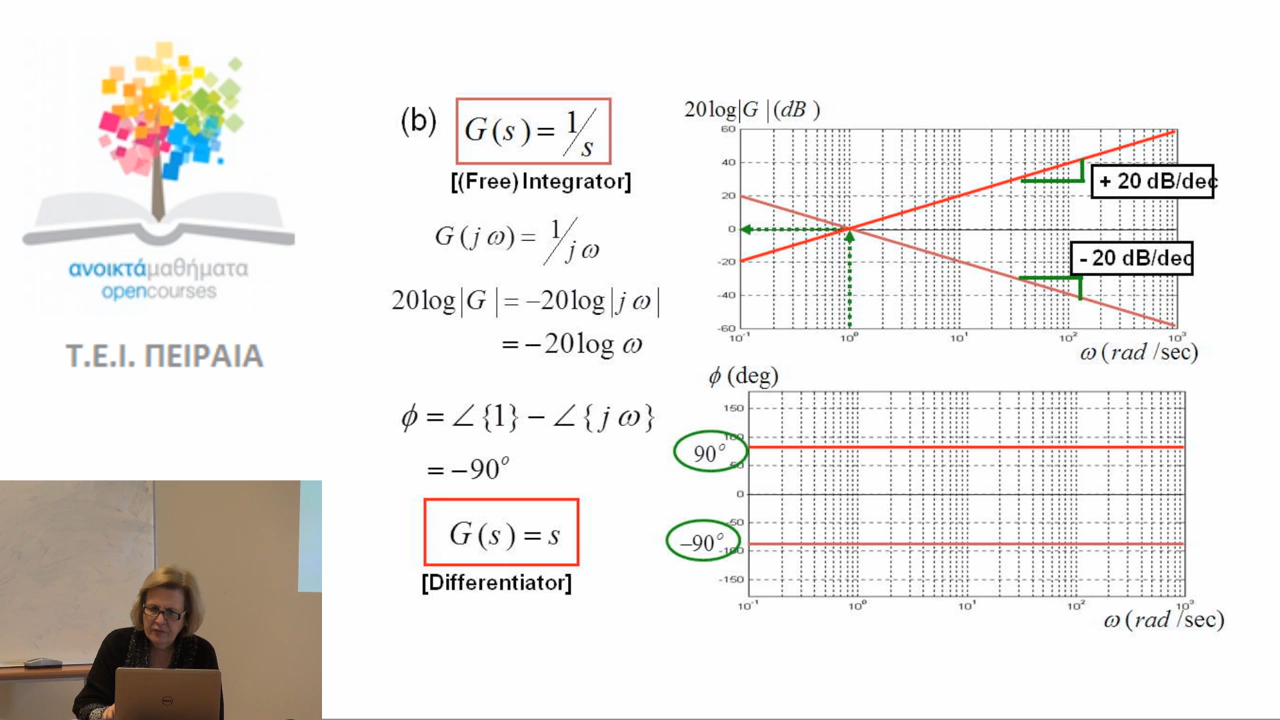 ανοικτάμαθήματα
opencourses
Τ.Ε.Ι. ΠΕΙΡΑΙΑ
(b)
G(s) = 1/s
[(Free) Integrator]
G(jω) = 1/jω
20log|G| = −20log|jω|
= −20log ω
ϕ = ∠{1} − ∠{jω}
= −90°
G(s) = s
[Differentiator]
20log|G|(dB)
60
40
20
0
-20
-40
-60
10⁻¹ 10⁰ 10¹ 10² 10³
+ 20 dB/dec
- 20 dB/dec
ω(rad/sec)
ϕ(deg)
150
100
90°
50
0
-50
−90°
-100
-150
10⁻¹ 10⁰ 10¹ 10² 10³
ω(rad/sec)
DELL